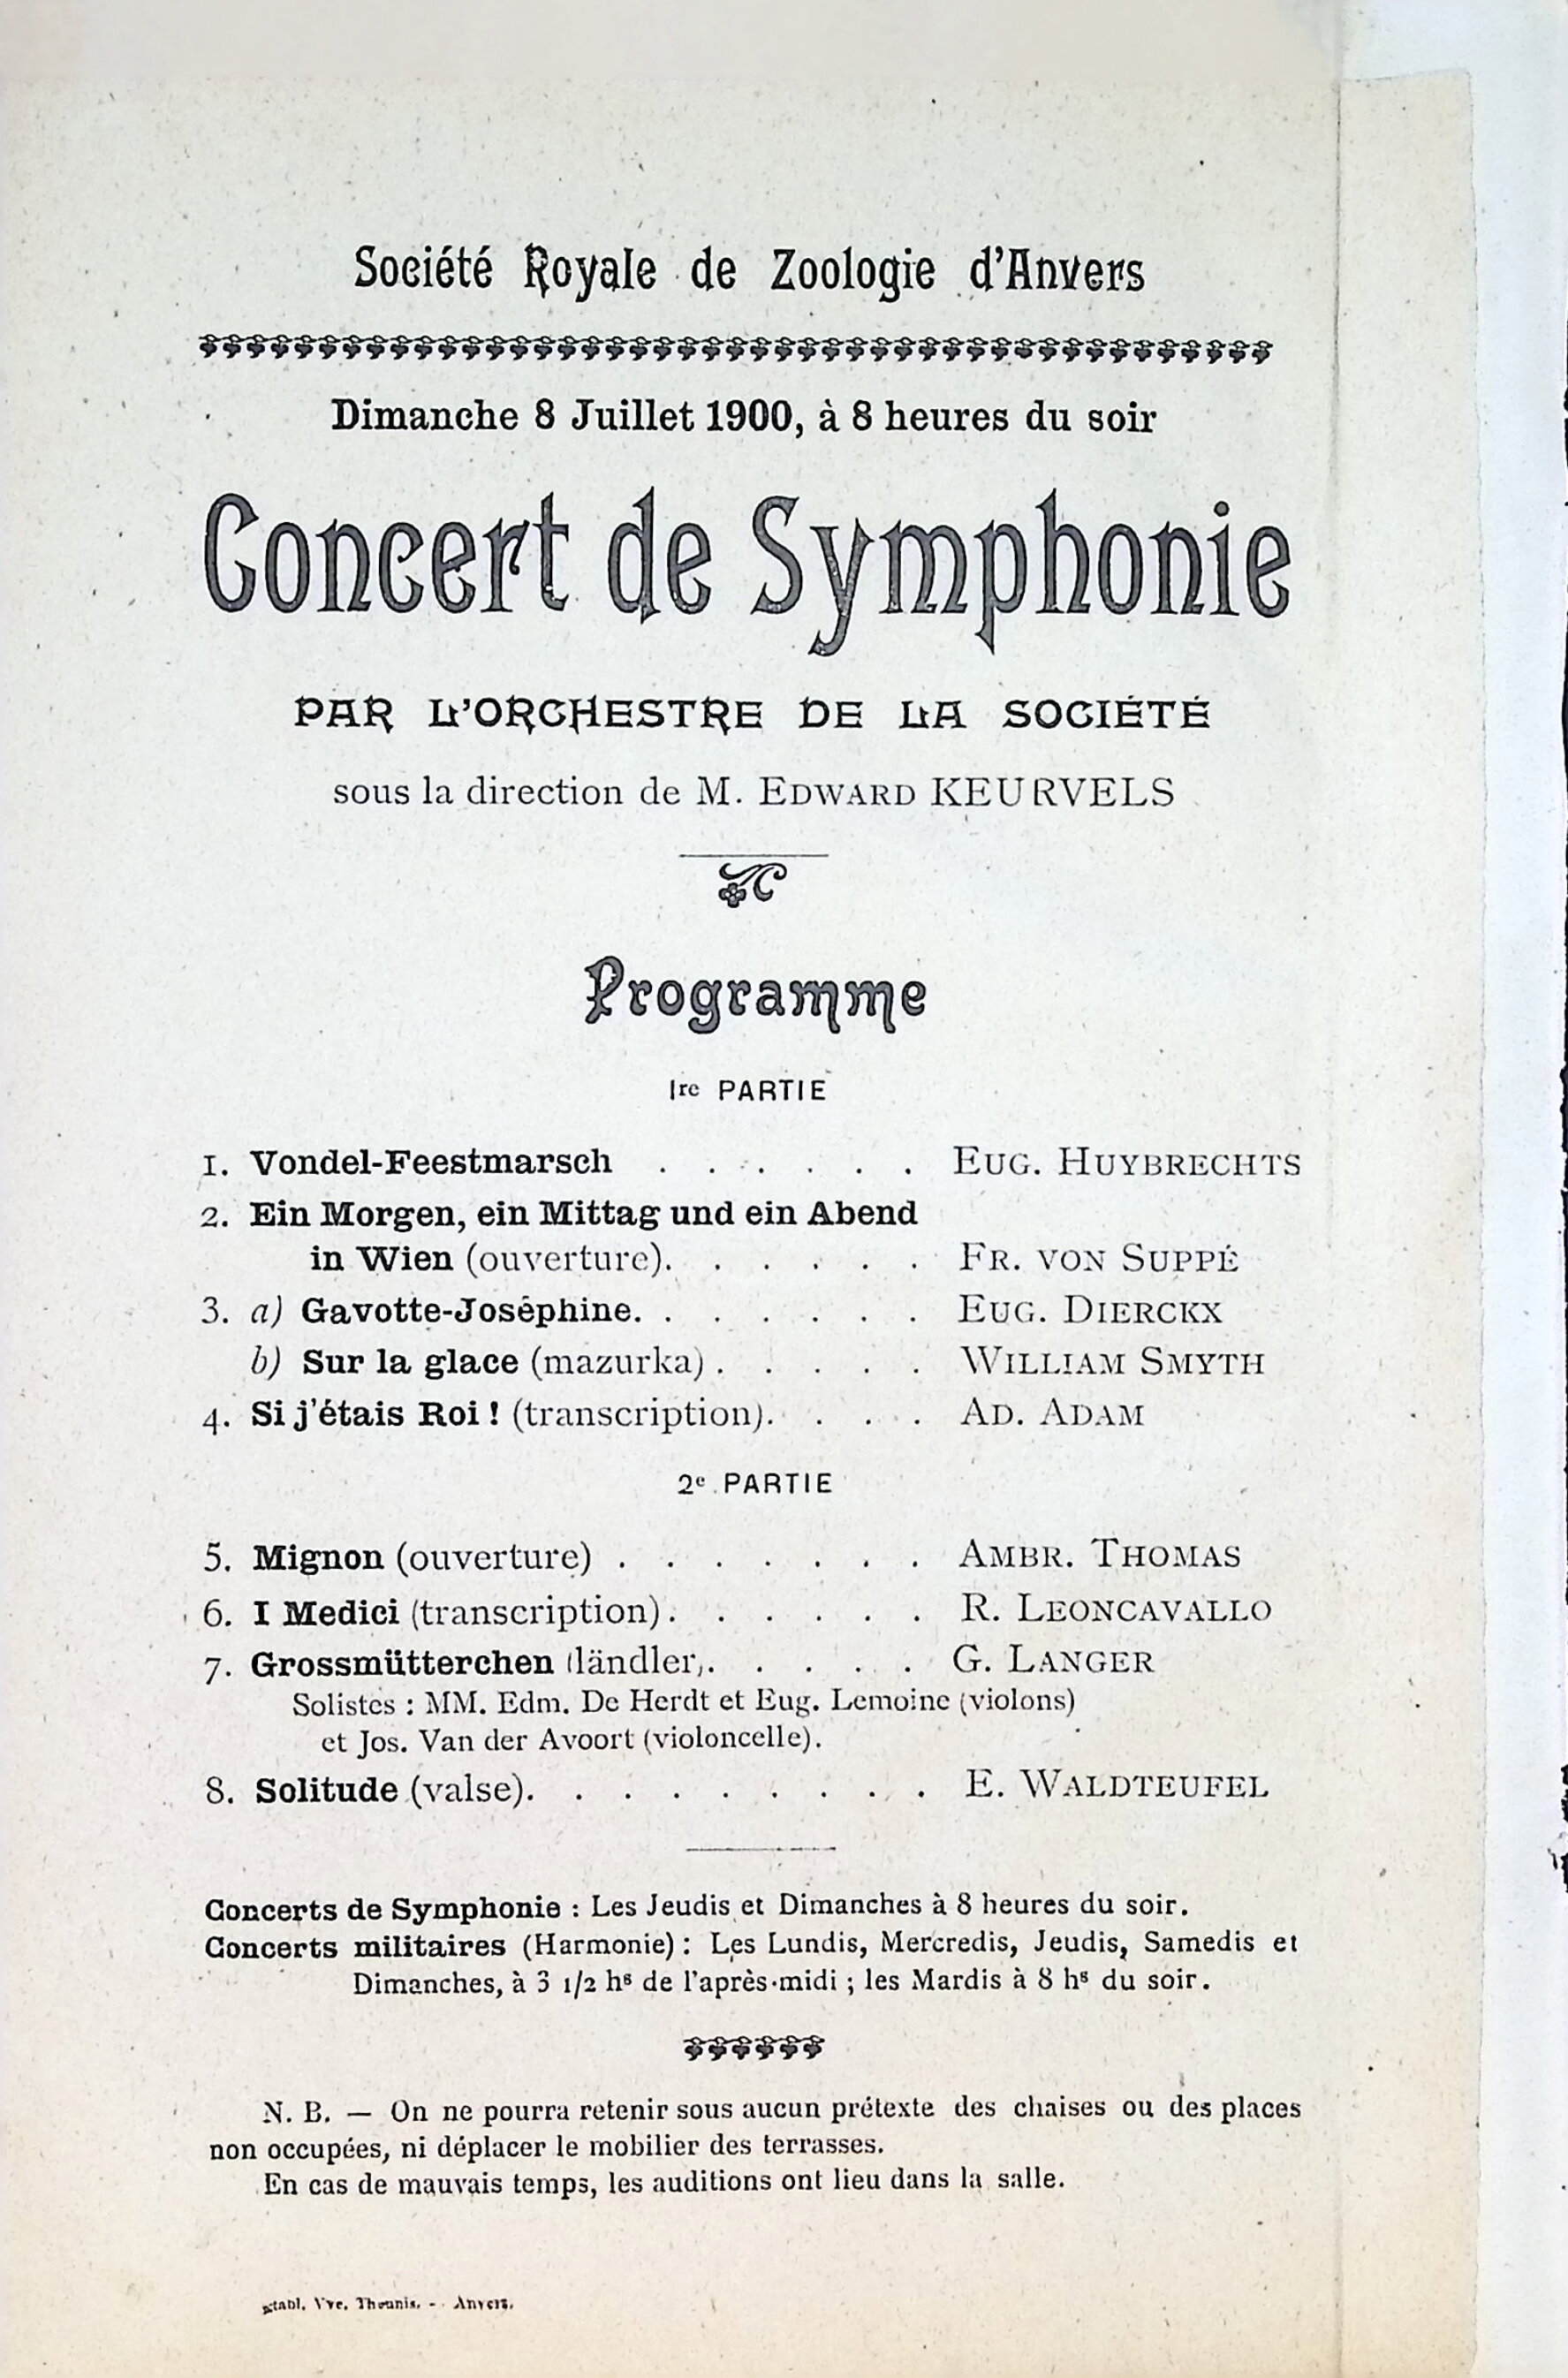 Société Royale de Zoologie d'Anvers
Dimanche 8 Juillet 1900, à 8 heures du soir
Concert de Symphonie
PAR L'ORCHESTRE DE LA SOCIÉTÉ
sous la direction de M. EDWARD KEURVELS
Programme
1re PARTIE
1. Vondel-Feestmarsch . . . . . . EUG. HUYBRECHTS
2. Ein Morgen, ein Mittag und ein Abend
in Wien (ouverture). . . . . . FR. VON SUPPÉ
3. a) Gavotte-Joséphine. . . . . . . EUG. DIERCKX
b) Sur la glace (mazurka) . . . . . WILLIAM SMYTH
4. Si j'étais Roi ! (transcription). . . . AD. ADAM
2e PARTIE
5. Mignon (ouverture) . . . . . . . AMBR. THOMAS
6. I Medici (transcription). . . . . . R. LEONCAVALLO
7. Grossmütterchen (ländler). . . . . G. LANGER
Solistes : MM. Edm. De Herdt et Eug. Lemoine (violons)
et Jos. Van der Avoort (violoncelle).
8. Solitude (valse). . . . . . . . . E. WALDTEUFEL
Concerts de Symphonie : Les Jeudis et Dimanches à 8 heures du soir.
Concerts militaires (Harmonie) : Les Lundis, Mercredis, Jeudis, Samedis et
Dimanches, à 3 1/2 hs de l'après-midi ; les Mardis à 8 hs du soir.
N. B. — On ne pourra retenir sous aucun prétexte des chaises ou des places
non occupées, ni déplacer le mobilier des terrasses.
En cas de mauvais temps, les auditions ont lieu dans la salle.
Etabl. Vve. Theunis. - Anvers.